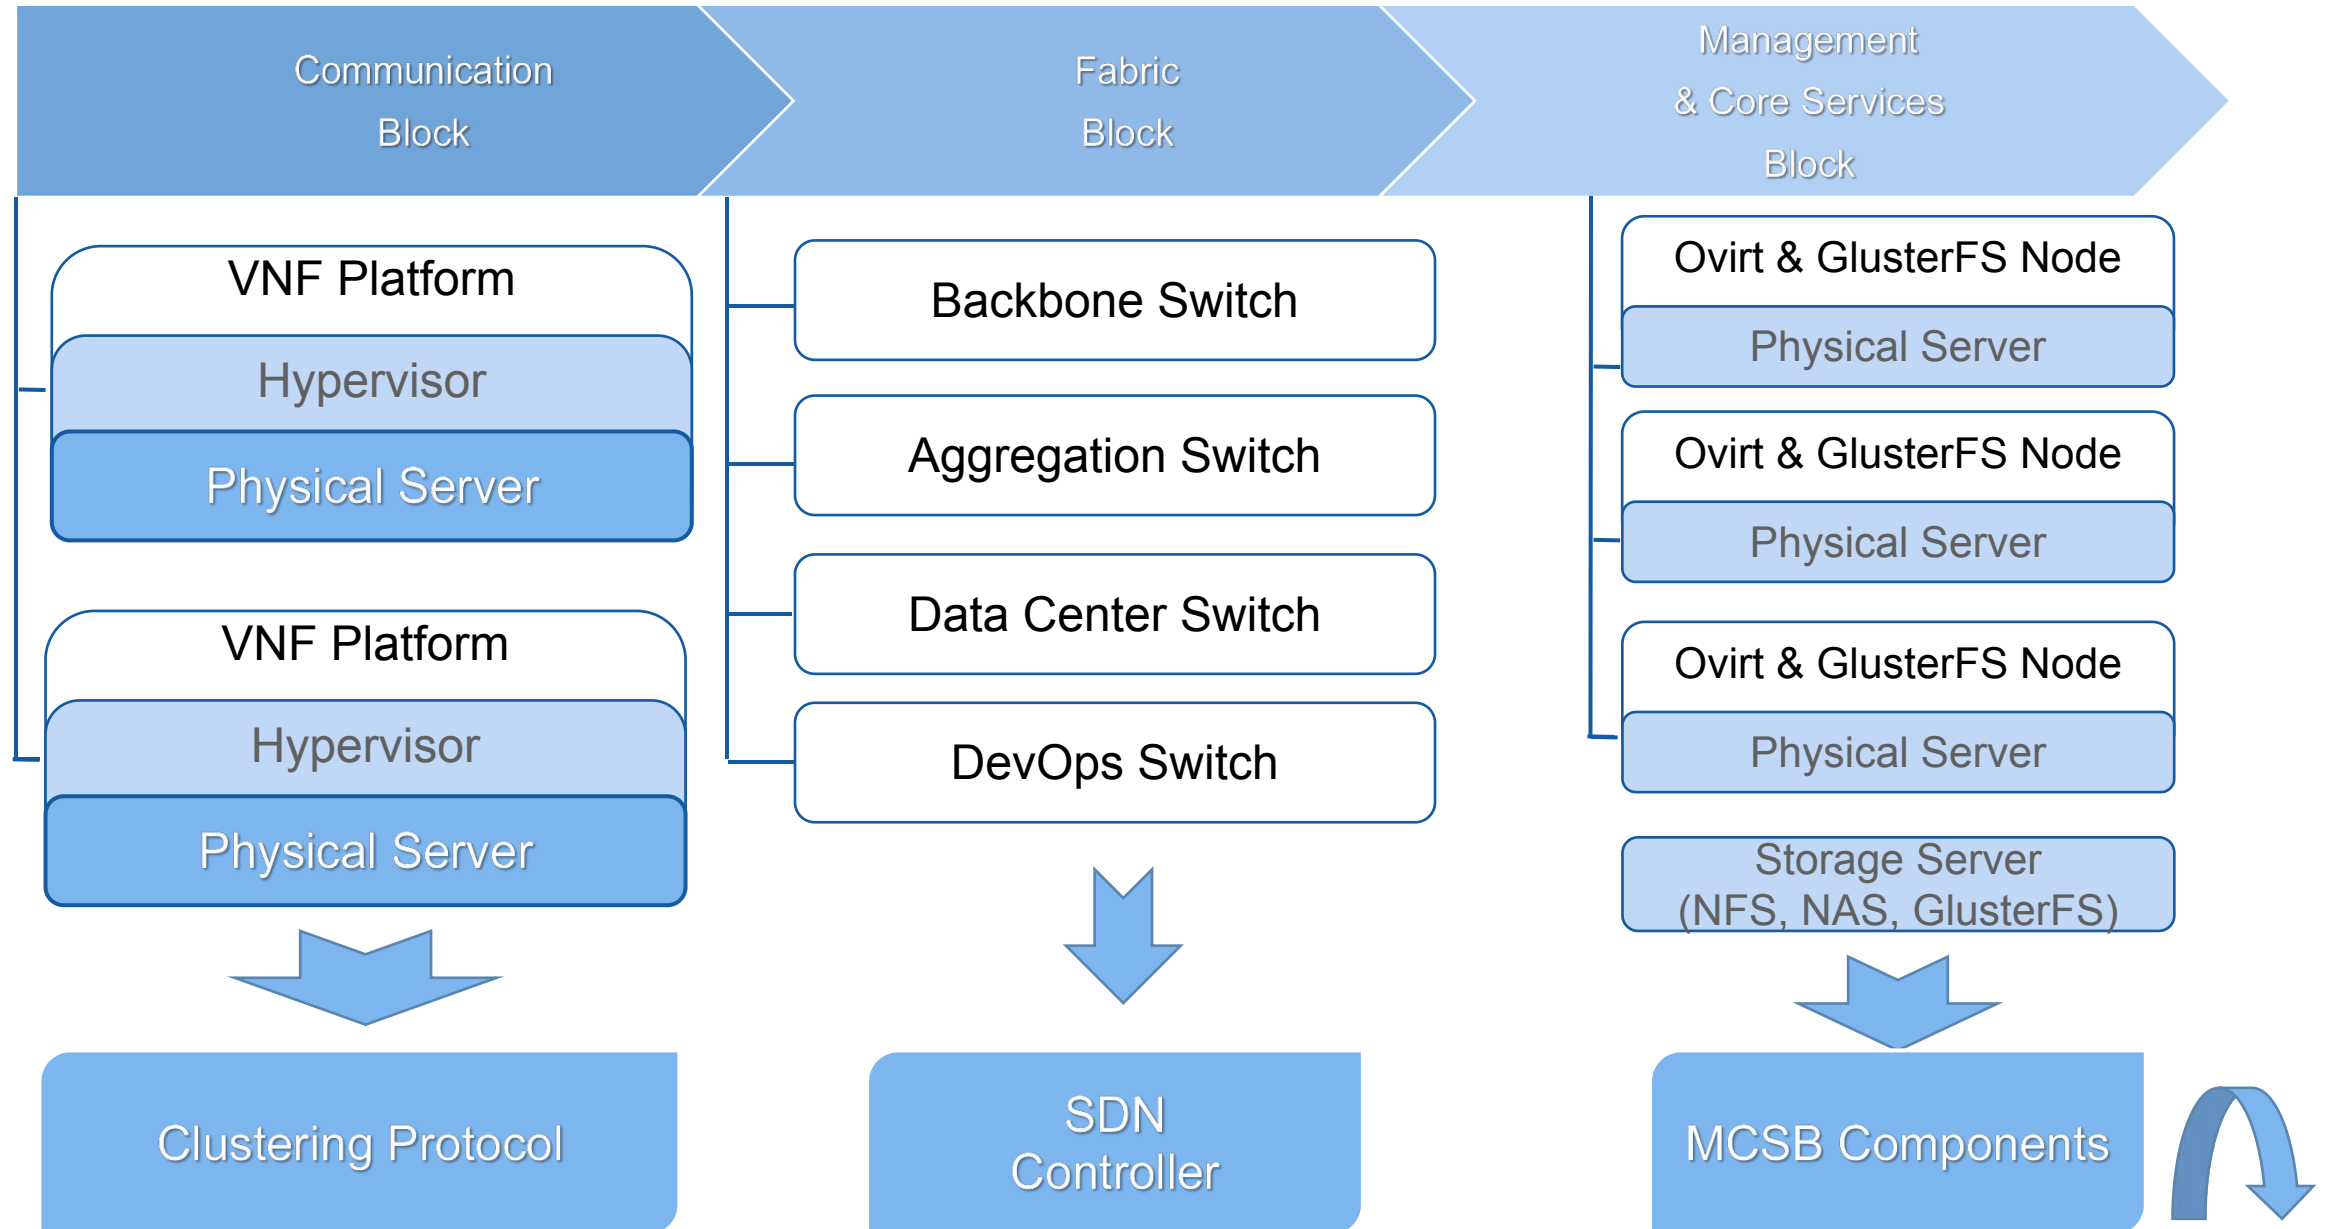 Communication
Block
Fabric
Block
Management
& Core Services
Block
VNF Platform
Hypervisor
Physical Server
VNF Platform
Hypervisor
Physical Server
Clustering Protocol
Backbone Switch
Aggregation Switch
Data Center Switch
DevOps Switch
SDN
Controller
Ovirt & GlusterFS Node
Physical Server
Ovirt & GlusterFS Node
Physical Server
Ovirt & GlusterFS Node
Physical Server
Storage Server
(NFS, NAS, GlusterFS)
MCSB Components